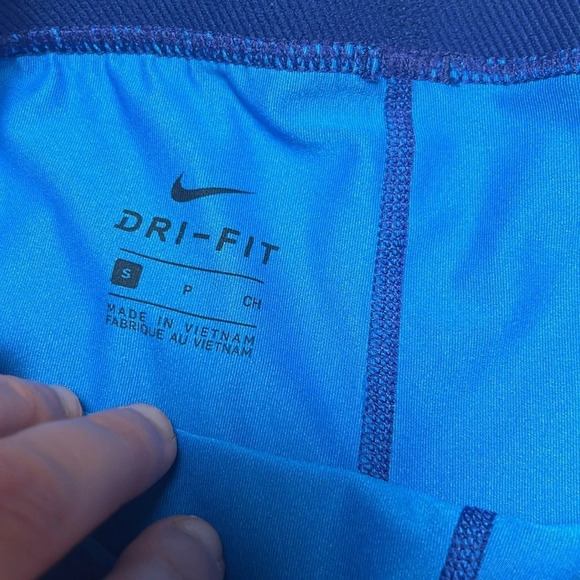 DRI-FIT
S P CH
MADE IN VIETNAM
FABRIQUE AU VIETNAM